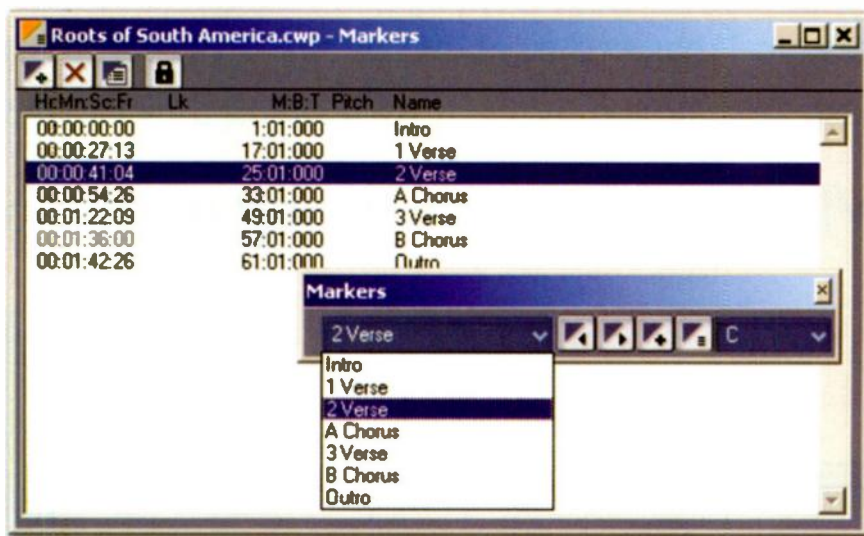 Roots of South America.cwp - Markers
Hr:Mn:Sc:Fr Lk M:B:T Pitch Name
00:00:00:00 1:01:000 Intro
00:00:27:13 17:01:000 1 Verse
00:00:41:04 25:01:000 2 Verse
00:00:54:26 33:01:000 A Chorus
00:01:22:09 49:01:000 3 Verse
00:01:36:00 57:01:000 B Chorus
00:01:42:26 61:01:000 Outro
Markers
2 Verse C
Intro
1 Verse
2 Verse
A Chorus
3 Verse
B Chorus
Outro